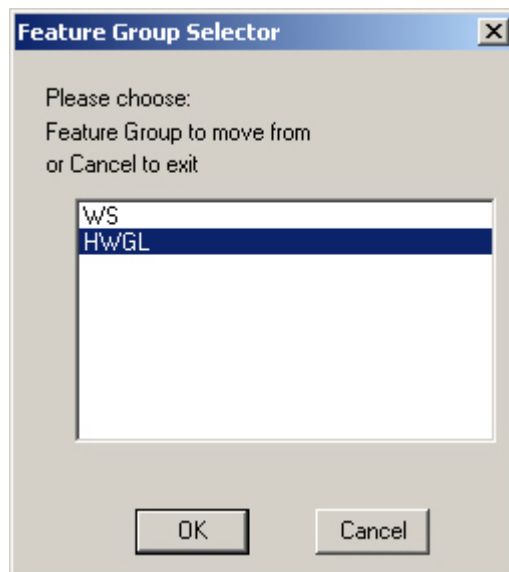 Feature Group Selector
Please choose:
Feature Group to move from
or Cancel to exit
WS
HWGL
OK
Cancel